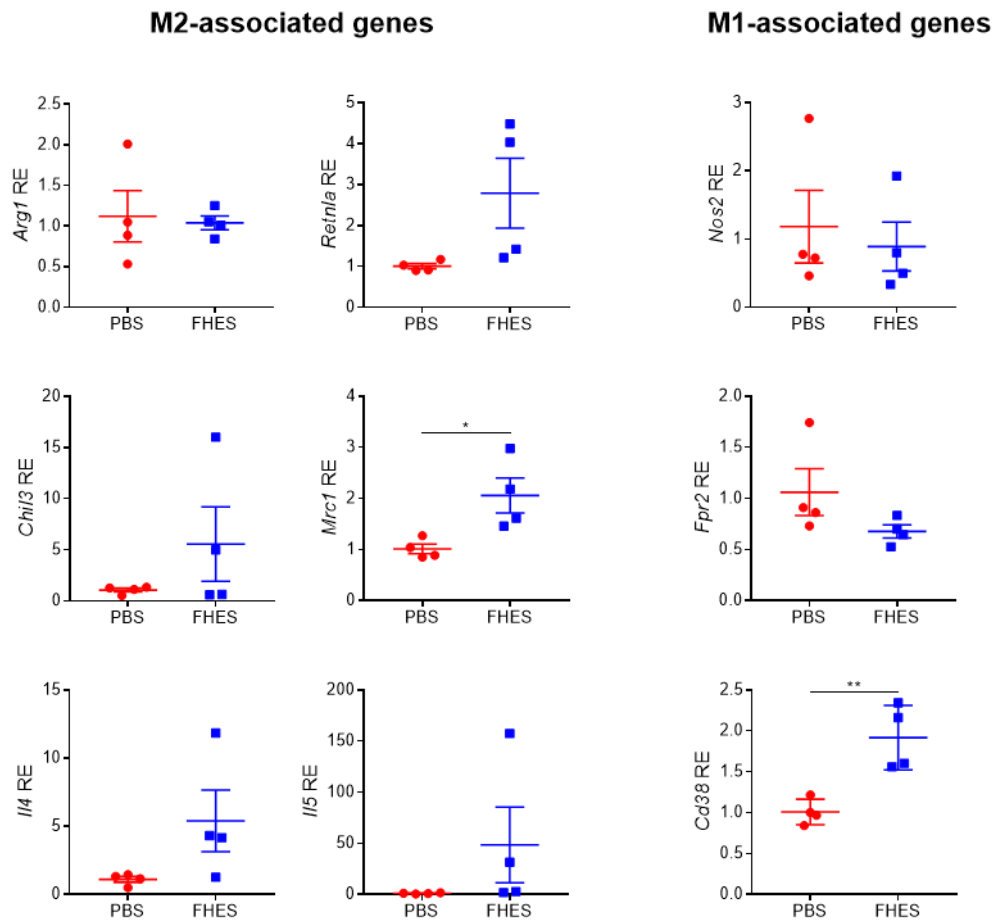 M2-associated genes
M1-associated genes
Arg1 RE
2.5
2.0
1.5
1.0
0.5
0.0
PBS FHES
Retnla RE
5
4
3
2
1
0
PBS FHES
Nos2 RE
3
2
1
0
PBS FHES
Chil3 RE
20
15
10
5
0
PBS FHES
Mrc1 RE
4
3
2
1
0
*
PBS FHES
Fpr2 RE
2.0
1.5
1.0
0.5
0.0
PBS FHES
Il4 RE
15
10
5
0
PBS FHES
Il5 RE
200
150
100
50
0
PBS FHES
Cd38 RE
2.5
2.0
1.5
1.0
0.5
0.0
**
PBS FHES